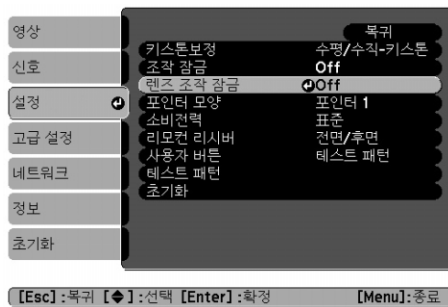 영상
신호
설정
고급 설정
네트워크
정보
초기화
복귀
키스톤보정 수평/수직-키스톤
조작 잠금 Off
렌즈 조작 잠금 Off
포인터 모양 포인터 1
소비전력 표준
리모컨 리시버 전면/후면
사용자 버튼 테스트 패턴
테스트 패턴
초기화
[Esc] :복귀 [◆] :선택 [Enter] :확정 [Menu]:종료